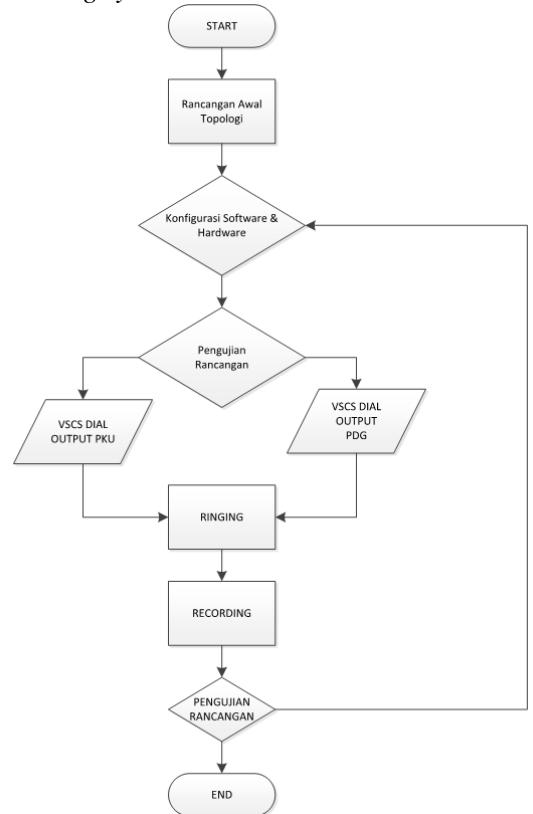 START
Rancangan Awal
Topologi
Konfigurasi Software &
Hardware
Pengujian
Rancangan
VSCS DIAL
OUTPUT PKU
VSCS DIAL
OUTPUT
PDG
RINGING
RECORDING
PENGUJIAN
RANCANGAN
END